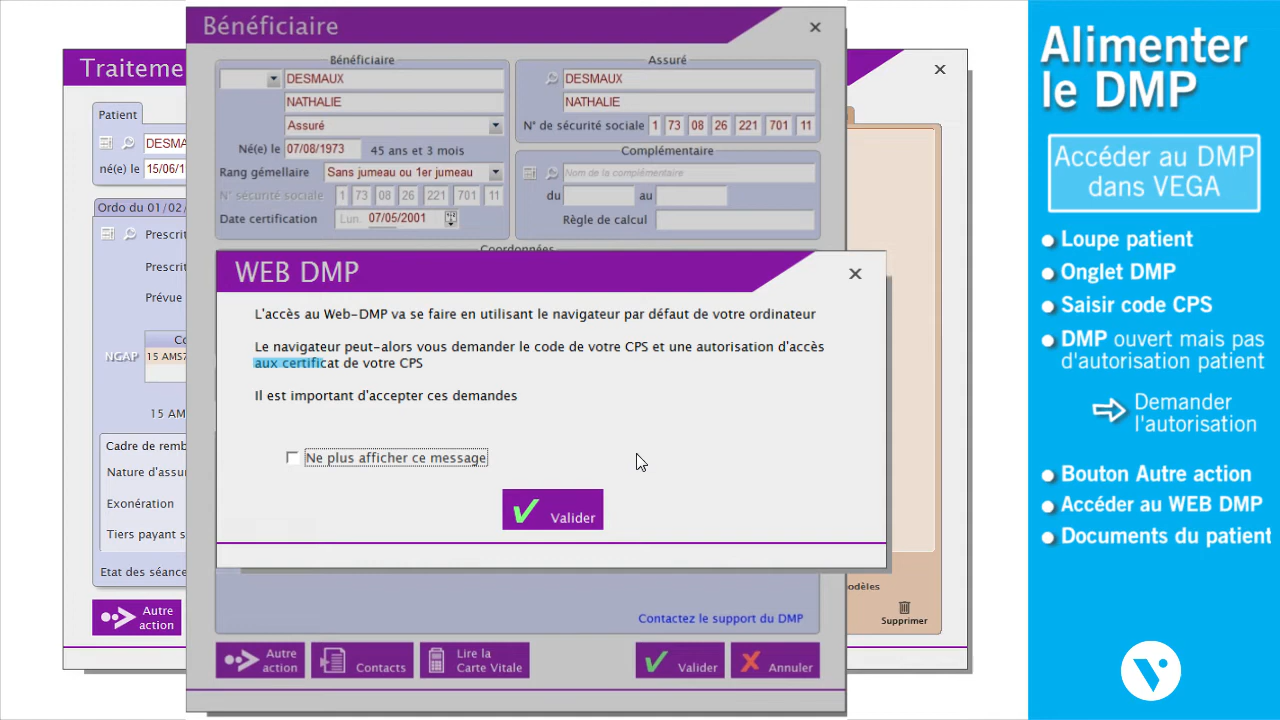 Bénéficiaire
Traiteme
Patient
DESMA
né(e) le 15/06/1
Ordo du 01/02/
Prescrit
Prescrit
Prévue
Co
NGAP 15 AMS7
15 AM
Cadre de remb
Nature d'assur
Exonération
Tiers payant s
Etat des séance
Autre
action
Bénéficiaire
DESMAUX
NATHALIE
Assuré
Né(e) le 07/08/1973 45 ans et 3 mois
Rang gémellaire Sans jumeau ou 1er jumeau
N° sécurité sociale 1 73 08 26 221 701 11
Date certification Lun. 07/05/2001
Assuré
DESMAUX
NATHALIE
N° de sécurité sociale 1 73 08 26 221 701 11
Complémentaire
Nom de la complémentaire
du au
Règle de calcul
Coordonnées
WEB DMP
L'accès au Web-DMP va se faire en utilisant le navigateur par défaut de votre ordinateur
Le navigateur peut-alors vous demander le code de votre CPS et une autorisation d'accès
aux certificat de votre CPS
Il est important d'accepter ces demandes
Ne plus afficher ce message
Valider
Contactez le support du DMP
Autre
action
Contacts
Lire la
Carte Vitale
Valider
Annuler
odèles
Supprimer
Alimenter
le DMP
Accéder au DMP
dans VEGA
Loupe patient
Onglet DMP
Saisir code CPS
DMP ouvert mais pas
d'autorisation patient
Demander
l'autorisation
Bouton Autre action
Accéder au WEB DMP
Documents du patient